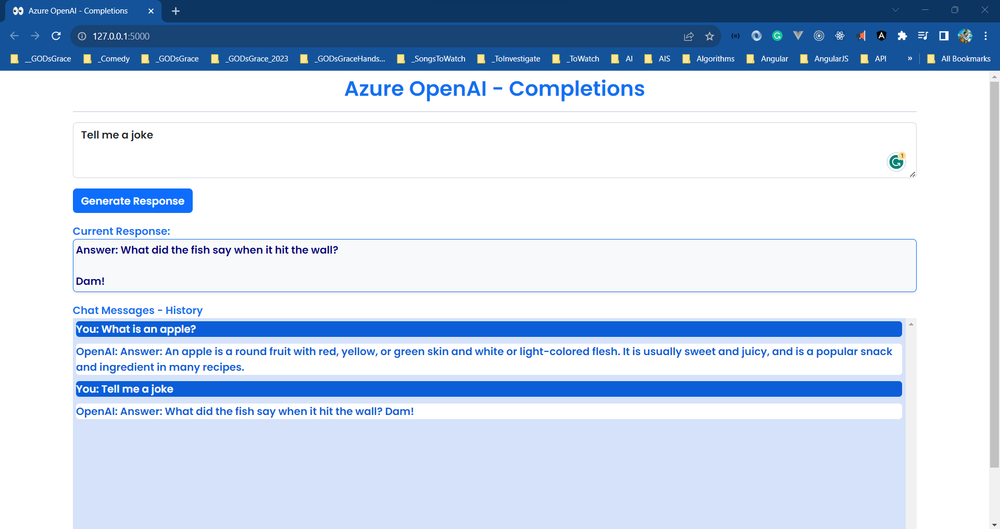 Azure OpenAI - Completions
127.0.0.1:5000
__GODsGrace
_Comedy
_GODsGrace
_GODsGrace_2023
_GODsGraceHands...
_SongsToWatch
_ToInvestigate
_ToWatch
AI
AIS
Algorithms
Angular
AngularJS
API
»
All Bookmarks
Azure OpenAI - Completions
Tell me a joke
1
Generate Response
Current Response:
Answer: What did the fish say when it hit the wall?
Dam!
Chat Messages - History
You: What is an apple?
OpenAI: Answer: An apple is a round fruit with red, yellow, or green skin and white or light-colored flesh. It is usually sweet and juicy, and is a popular snack
and ingredient in many recipes.
You: Tell me a joke
OpenAI: Answer: What did the fish say when it hit the wall? Dam!